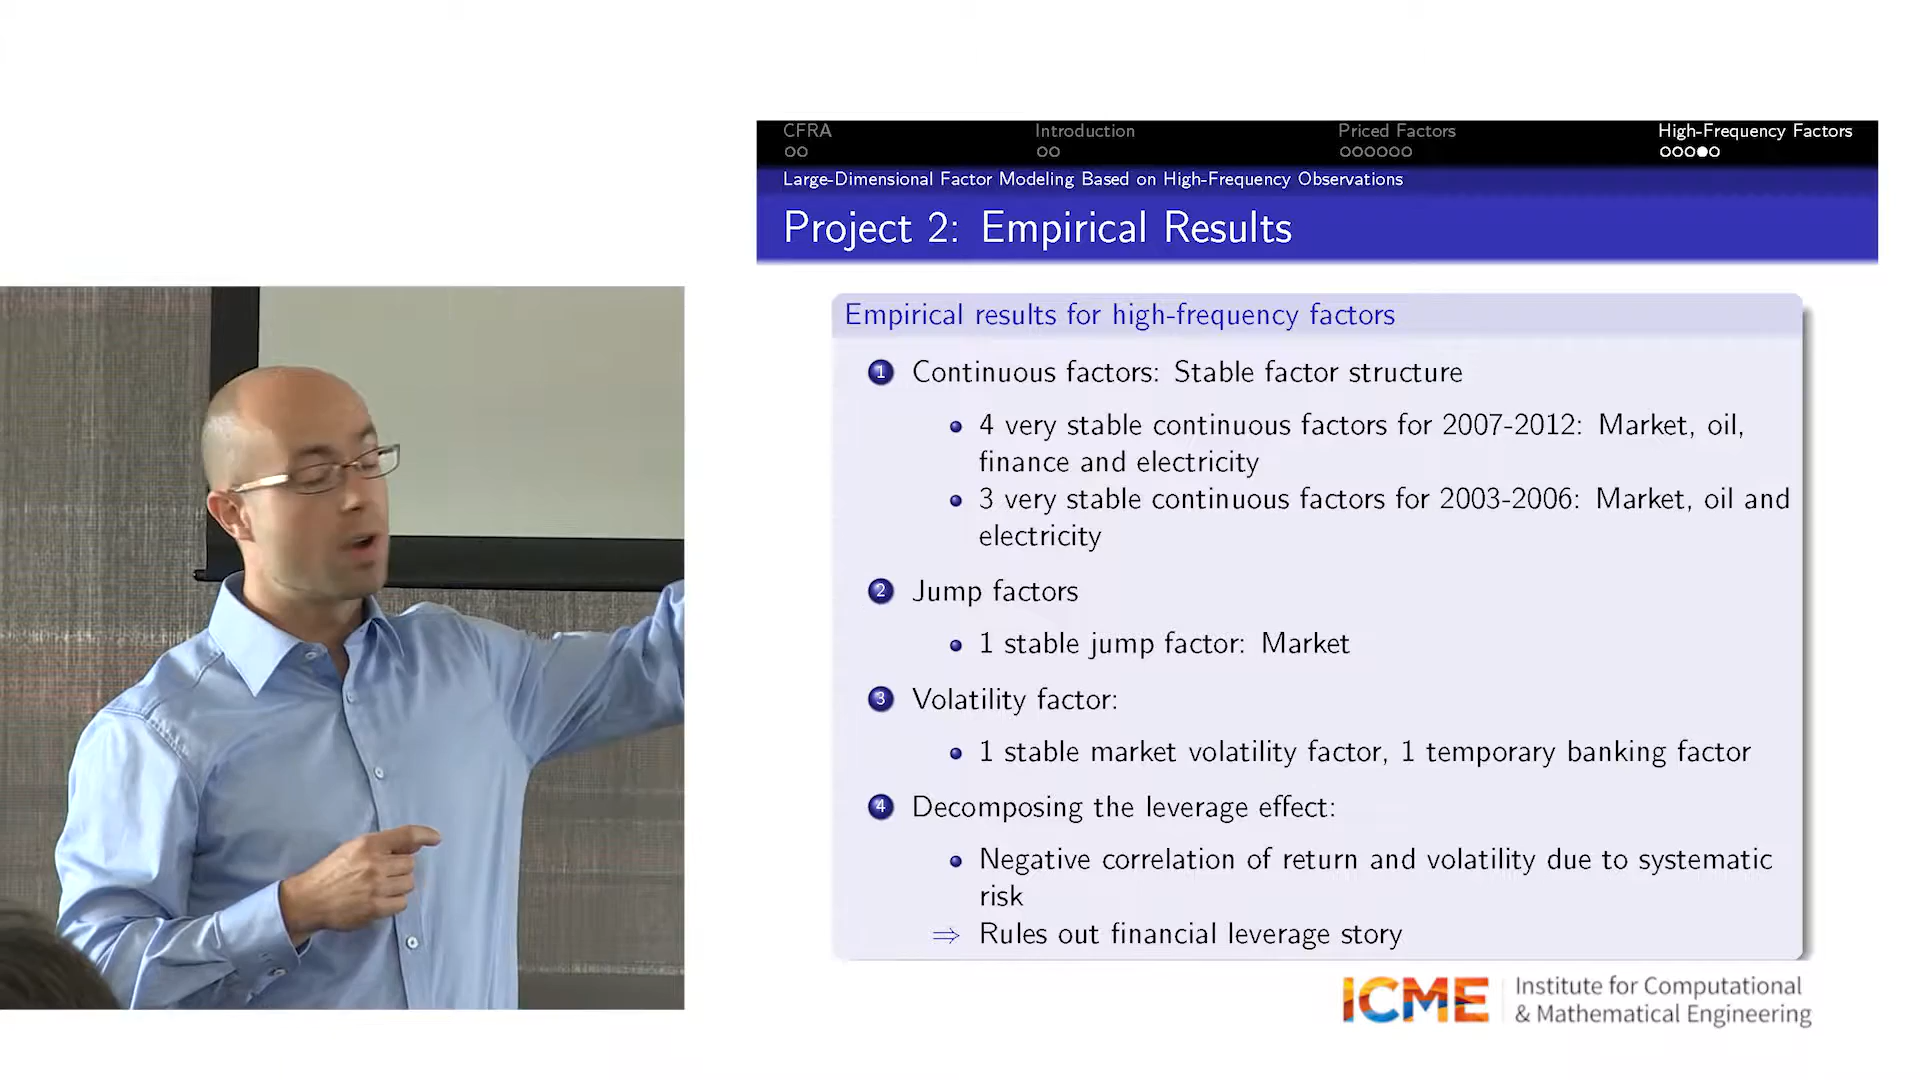 CFRA
Introduction
Priced Factors
High-Frequency Factors
Large-Dimensional Factor Modeling Based on High-Frequency Observations
Project 2: Empirical Results
Empirical results for high-frequency factors
1 Continuous factors: Stable factor structure
• 4 very stable continuous factors for 2007-2012: Market, oil,
finance and electricity
• 3 very stable continuous factors for 2003-2006: Market, oil and
electricity
2 Jump factors
• 1 stable jump factor: Market
3 Volatility factor:
• 1 stable market volatility factor, 1 temporary banking factor
4 Decomposing the leverage effect:
• Negative correlation of return and volatility due to systematic
risk
⇒ Rules out financial leverage story
ICME
Institute for Computational
& Mathematical Engineering